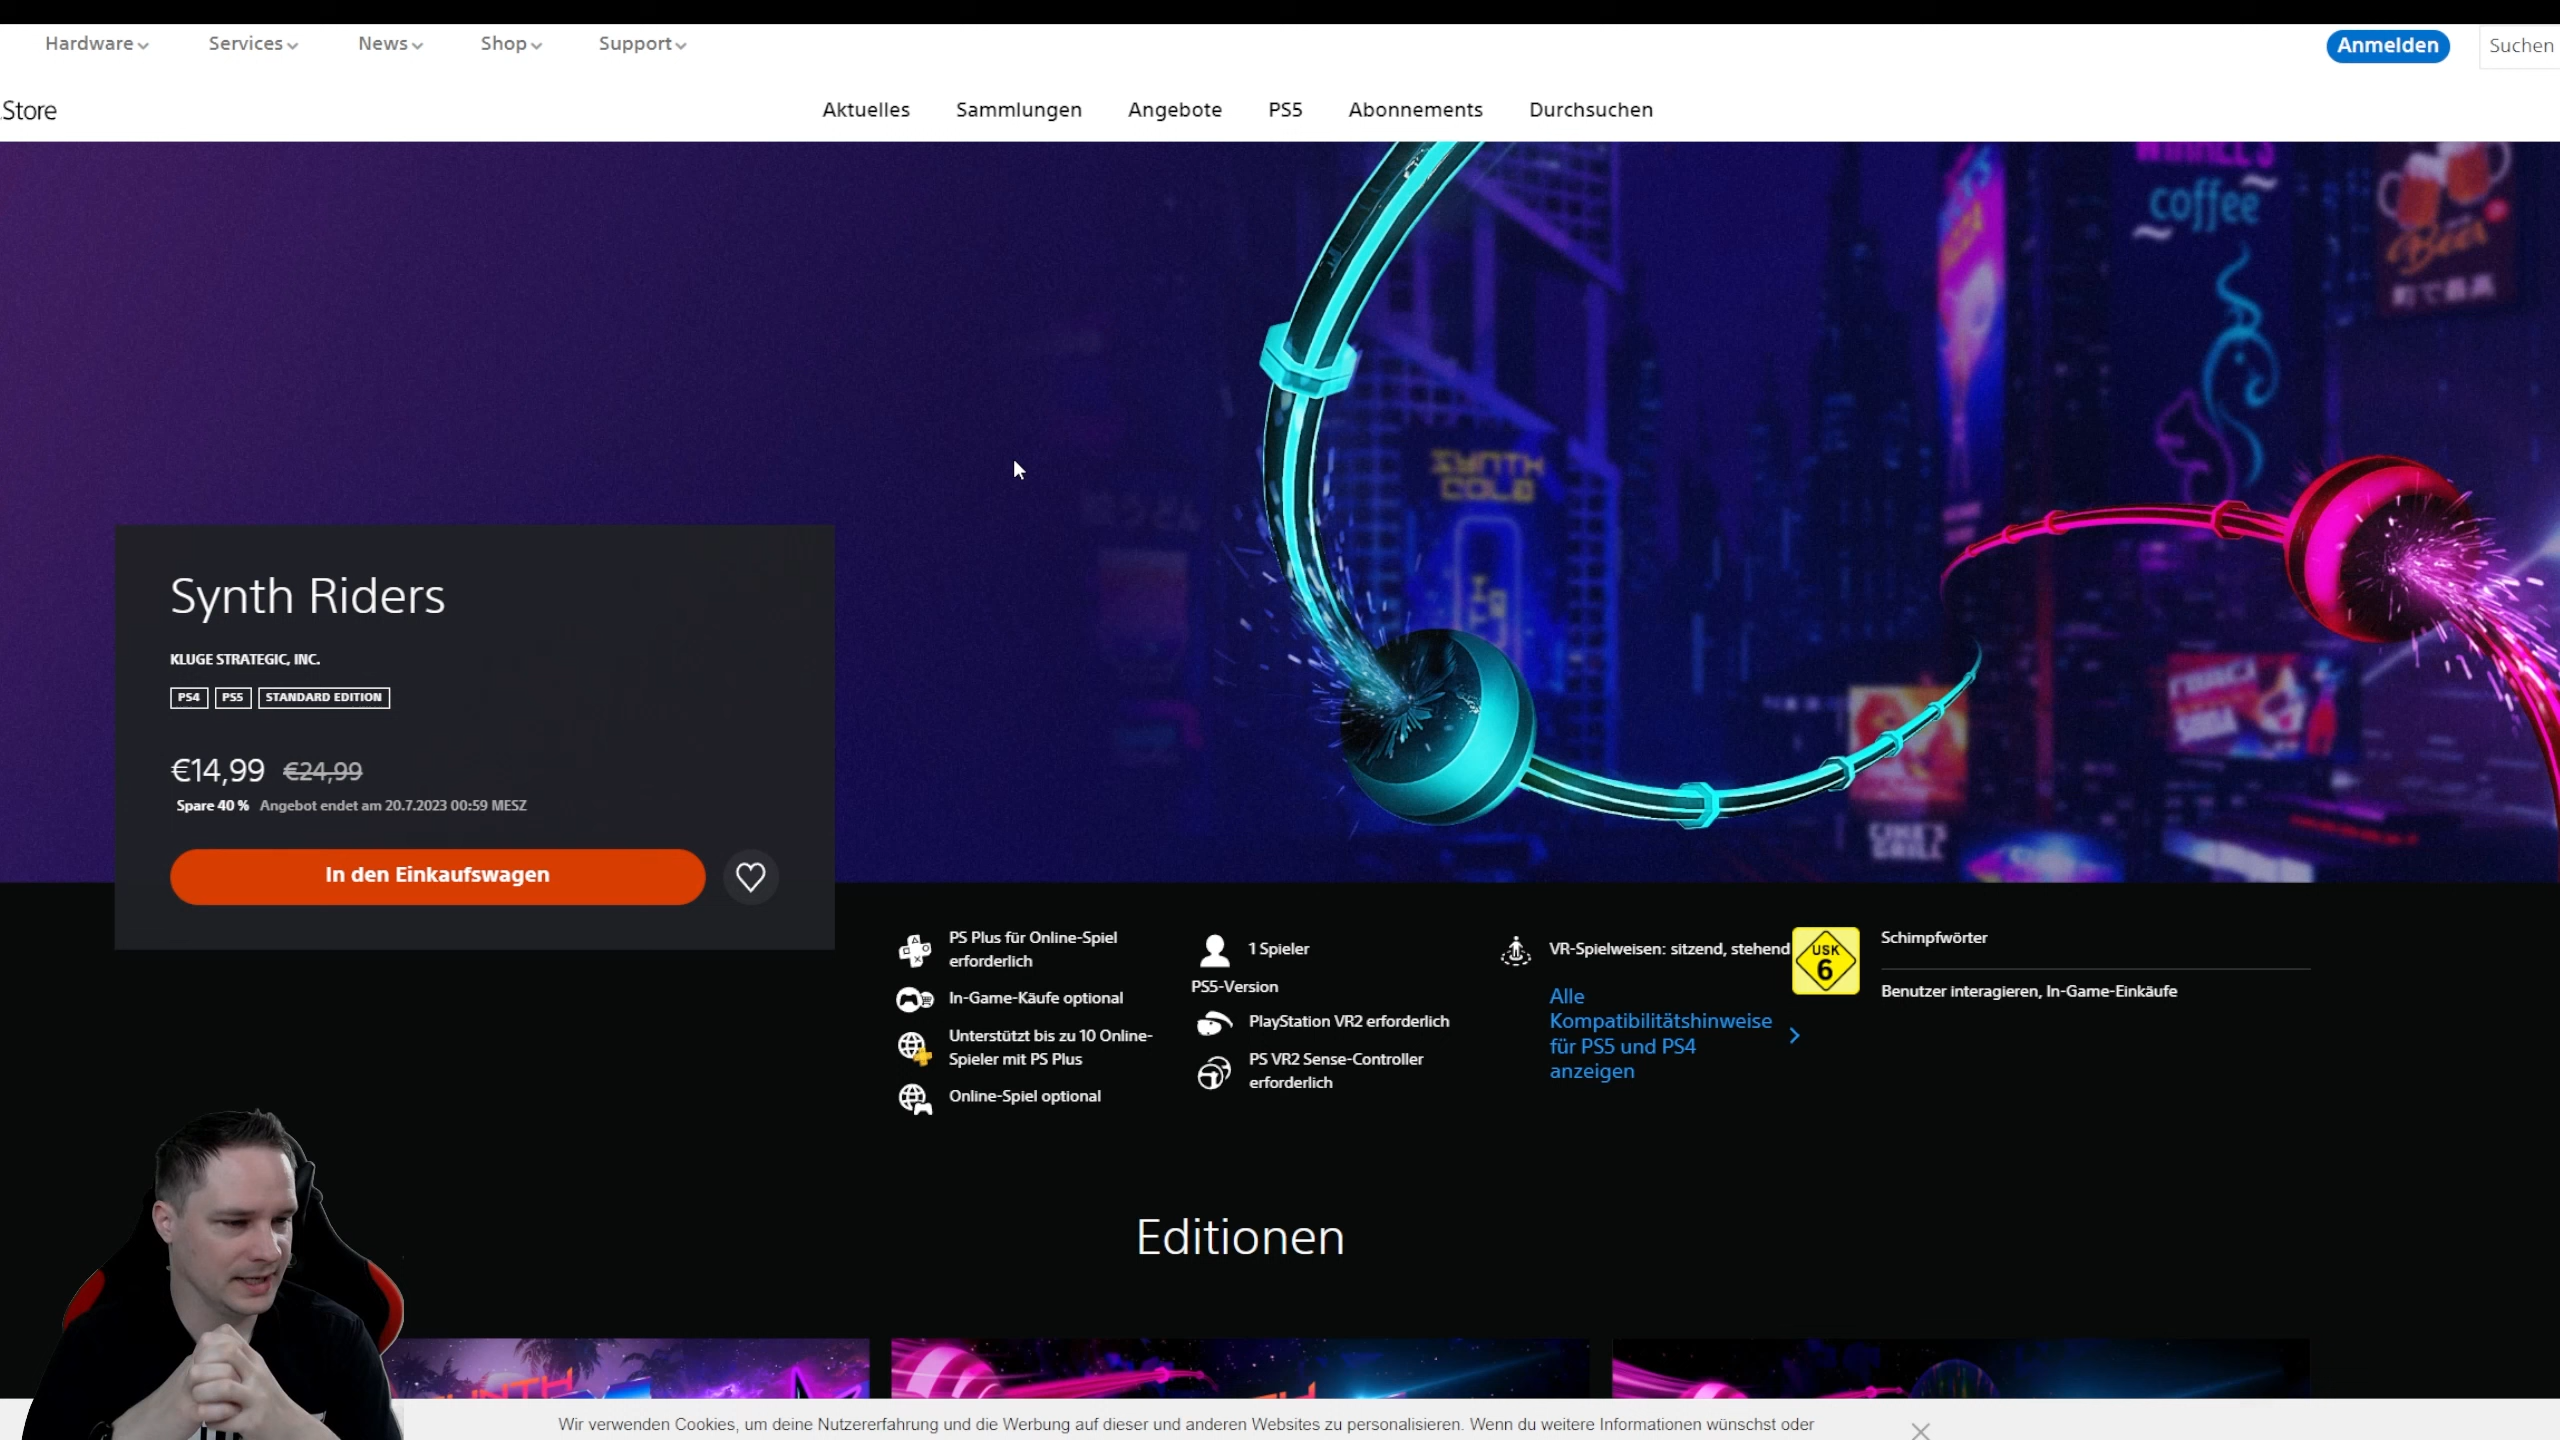 Hardware
Services
News
Shop
Support
Anmelden
Suchen
Store
Aktuelles
Sammlungen
Angebote
PS5
Abonnements
Durchsuchen
coffee
Beer
SYNTH
COLA
Synth Riders
KLUGE STRATEGIC, INC.
PS4 PS5 STANDARD EDITION
€14,99 €24,99
Spare 40 % Angebot endet am 20.7.2023 00:59 MESZ
In den Einkaufswagen
PS Plus für Online-Spiel
erforderlich
In-Game-Käufe optional
Unterstützt bis zu 10 Online-
Spieler mit PS Plus
Online-Spiel optional
1 Spieler
PS5-Version
PlayStation VR2 erforderlich
PS VR2 Sense-Controller
erforderlich
VR-Spielweisen: sitzend, stehend
Alle
Kompatibilitätshinweise
für PS5 und PS4
anzeigen
USK
6
Schimpfwörter
Benutzer interagieren, In-Game-Einkäufe
Editionen
Wir verwenden Cookies, um deine Nutzererfahrung und die Werbung auf dieser und anderen Websites zu personalisieren. Wenn du weitere Informationen wünschst oder